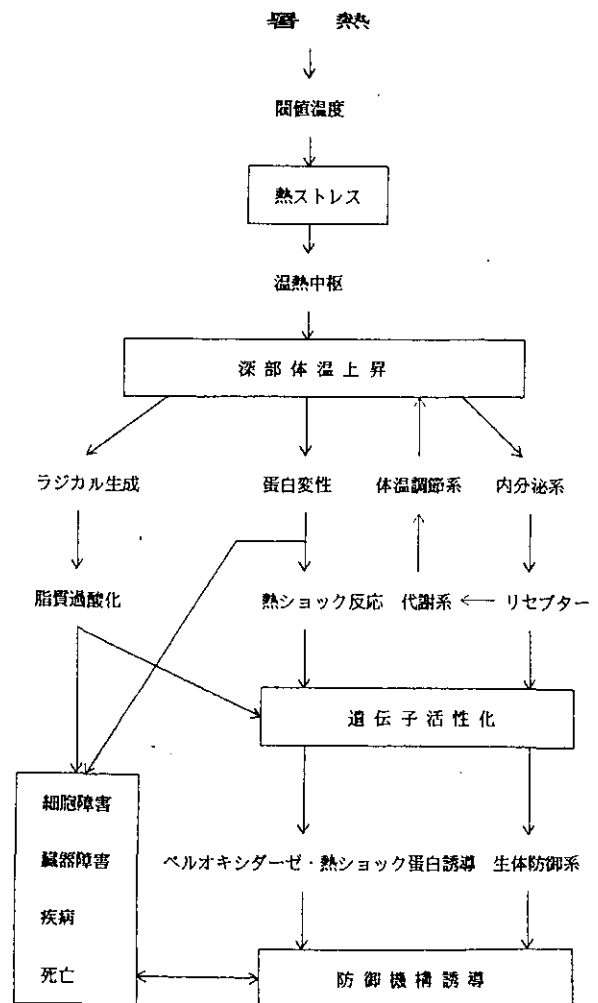 暑熱
閾値温度
熱ストレス
温熱中枢
深部体温上昇
ラジカル生成 蛋白変性 体温調節系 内分泌系
脂質過酸化 熱ショック反応 代謝系 リセプター
遺伝子活性化
細胞障害
臓器障害 ペルオキシダーゼ・熱ショック蛋白誘導 生体防御系
疾病
死亡 防御機構誘導